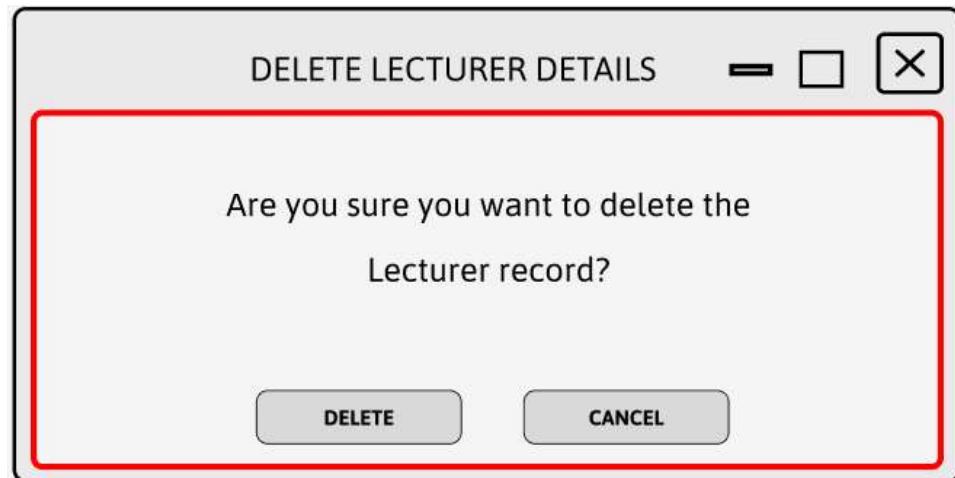 DELETE LECTURER DETAILS
Are you sure you want to delete the
Lecturer record?
DELETE
CANCEL